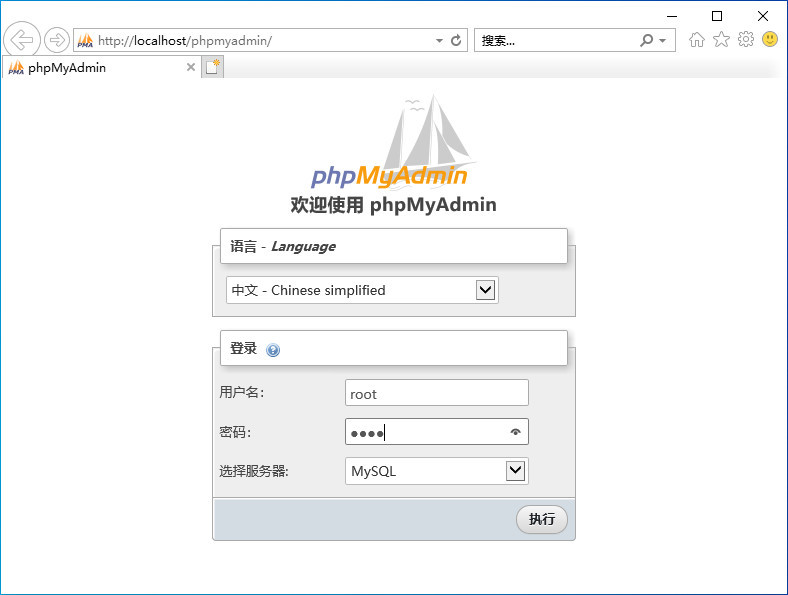 http://localhost/phpmyadmin/
搜索...
phpMyAdmin
phpMyAdmin
欢迎使用 phpMyAdmin
语言 - Language
中文 - Chinese simplified
登录
用户名：
root
密码：
••••
选择服务器:
MySQL
执行